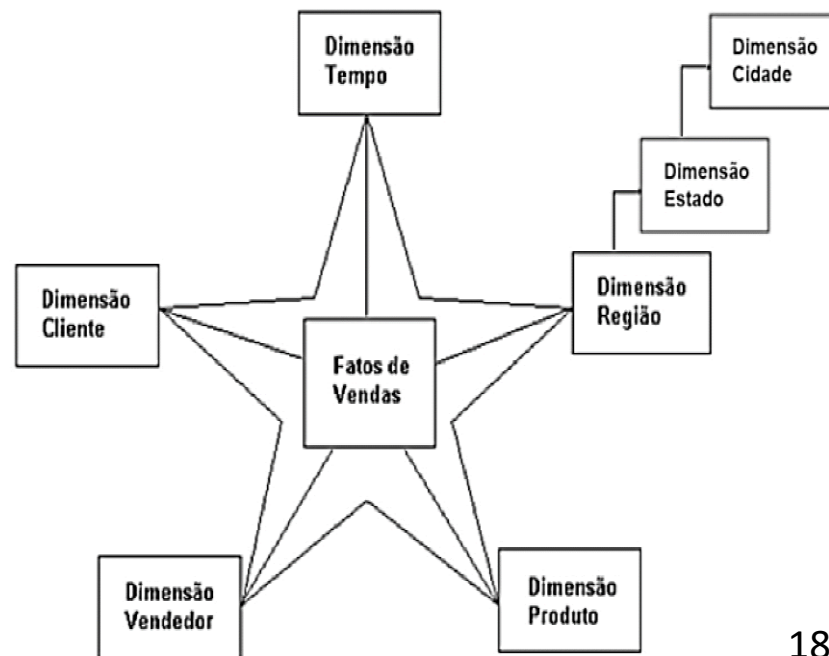 Dimensão
Tempo
Dimensão
Cidade
Dimensão
Estado
Dimensão
Cliente
Dimensão
Região
Fatos de
Vendas
Dimensão
Vendedor
Dimensão
Produto
18